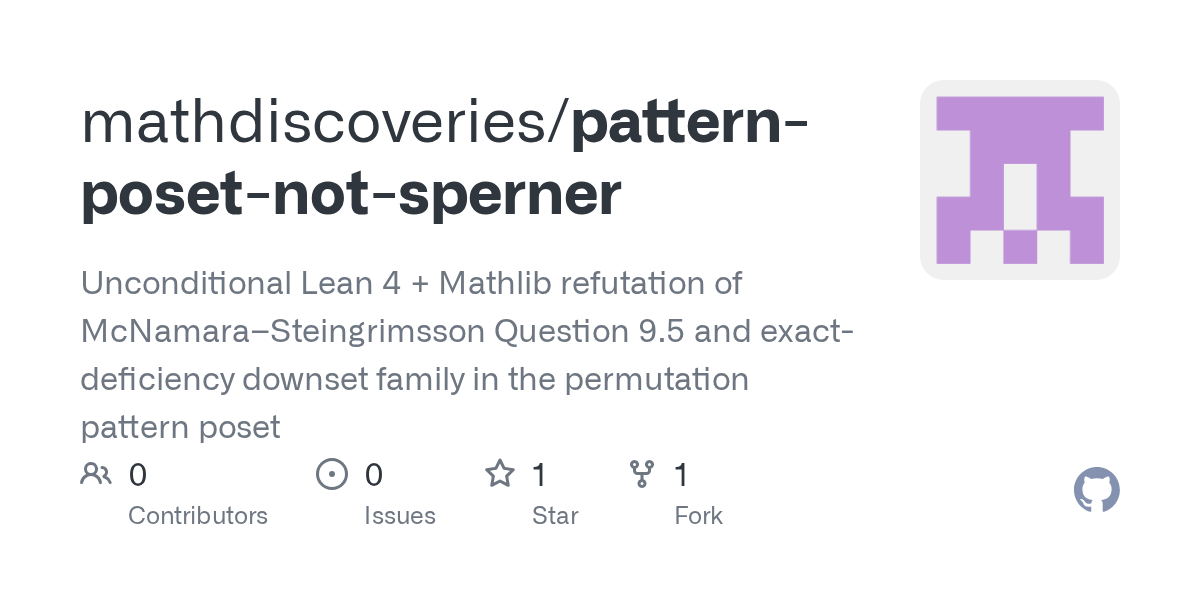 mathdiscoveries/pattern-
poset-not-sperner
Unconditional Lean 4 + Mathlib refutation of
McNamara–Steingrimsson Question 9.5 and exact-
deficiency downset family in the permutation
pattern poset
0 0 1 1
Contributors Issues Star Fork